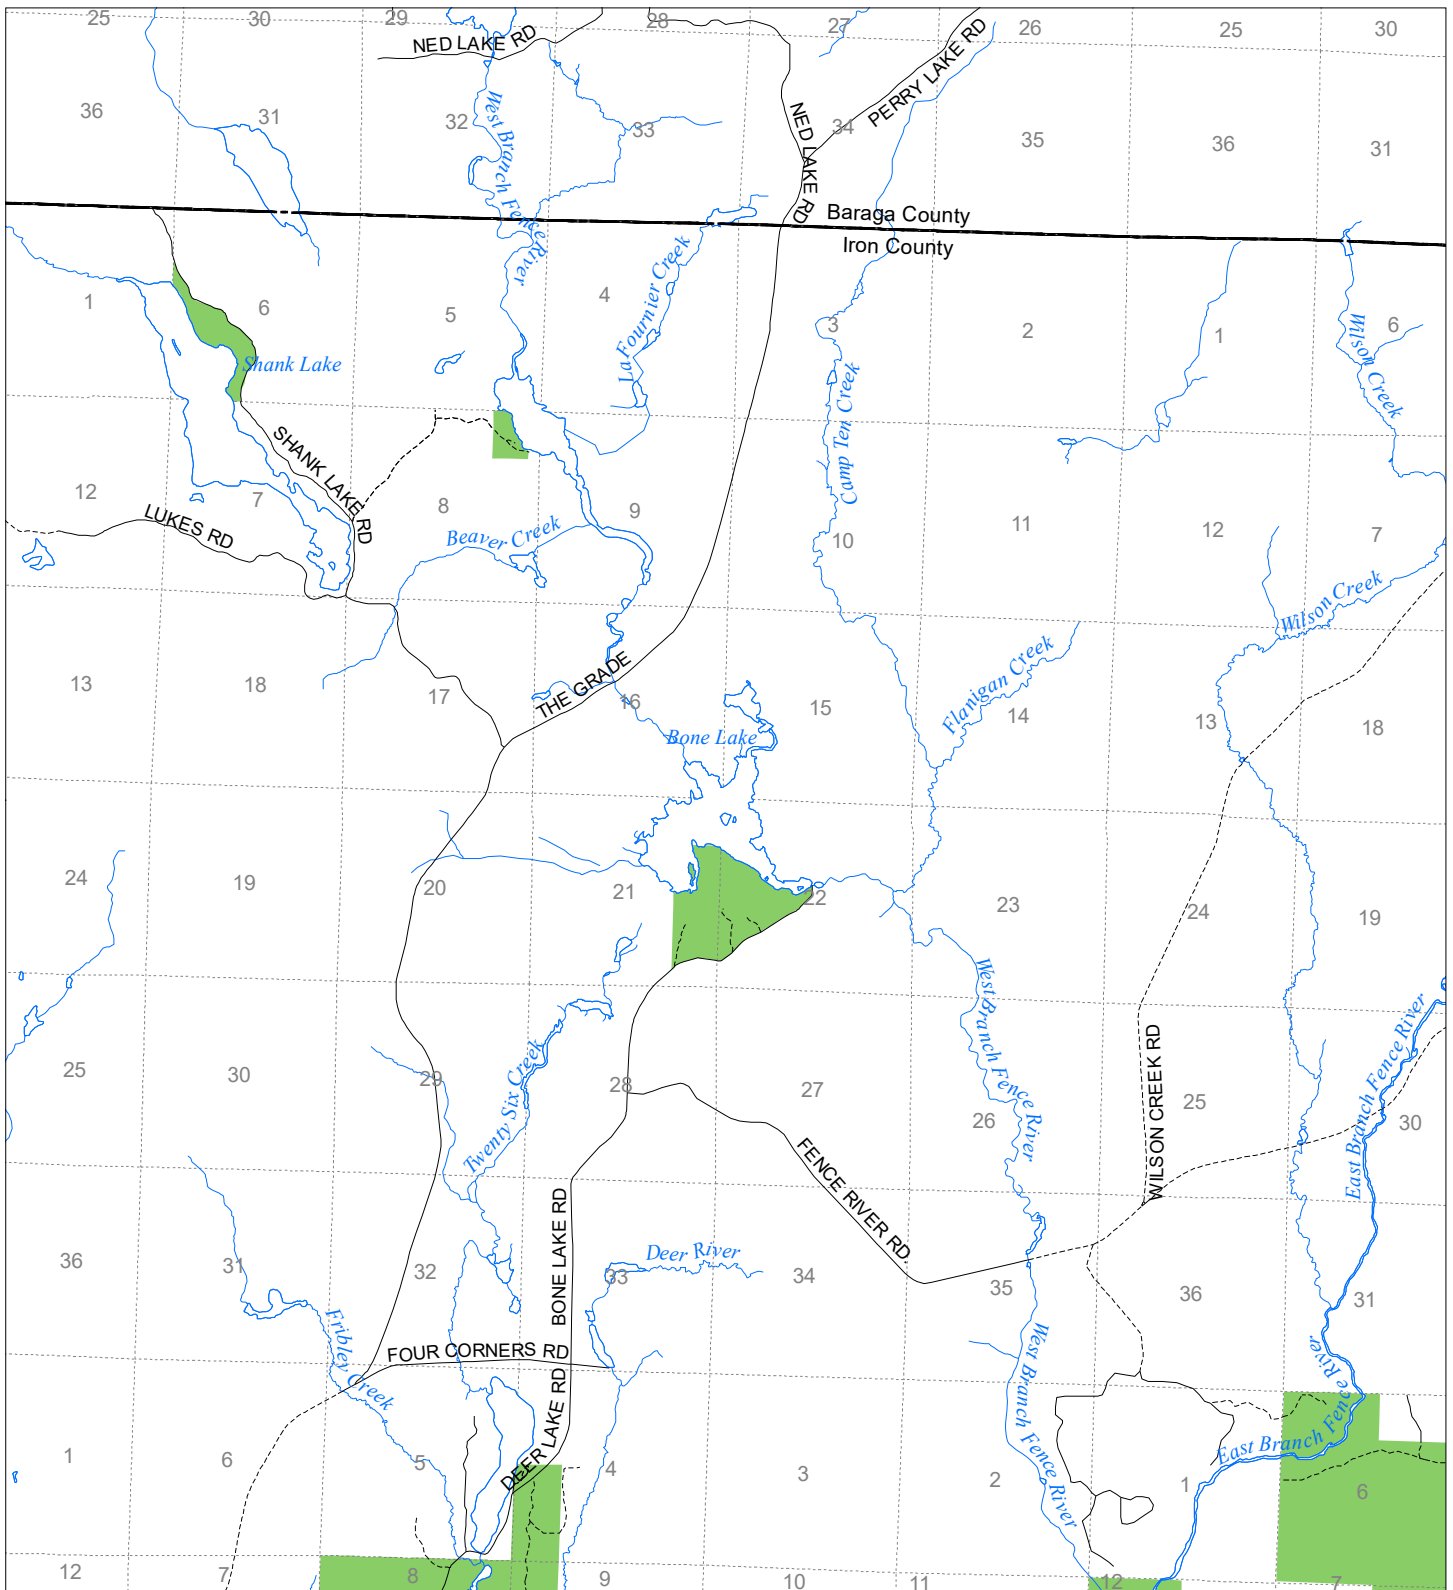 25 30 29 28 27 26 25 30
NED LAKE RD
PERRY LAKE RD
36 31 32 33 34 35 36 31
West Branch Fence River
NED LAKE RD
Baraga County
Iron County
La Fournier Creek
1 6 5 4 3 2 1 6
Wilson Creek
Shank Lake
Camp Ten Creek
SHANK LAKE RD
12 7 8 9 10 11 12 7
LUKES RD
Beaver Creek
Wilson Creek
Flanigan Creek
THE GRADE
13 18 17 16 15 14 13 18
Bone Lake
24 19 20 21 22 23 24 19
West Branch Fence River
East Branch Fence River
WILSON CREEK RD
Twenty Six Creek
25 30 29 28 27 26 25 30
FENCE RIVER RD
BONE LAKE RD
Deer River
36 31 32 33 34 35 36 31
Fribley Creek
FOUR CORNERS RD
West Branch Fence River
East Branch Fence River
DEER LAKE RD
1 6 5 4 3 2 1 6
12 7 8 9 10 11 12 7